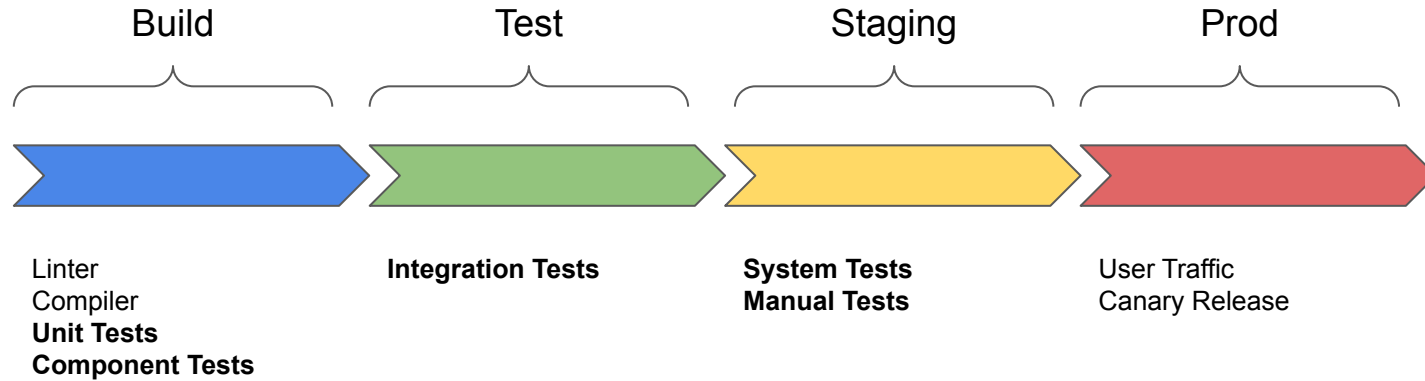 Build
Test
Staging
Prod
Linter
Compiler
Unit Tests
Component Tests
Integration Tests
System Tests
Manual Tests
User Traffic
Canary Release